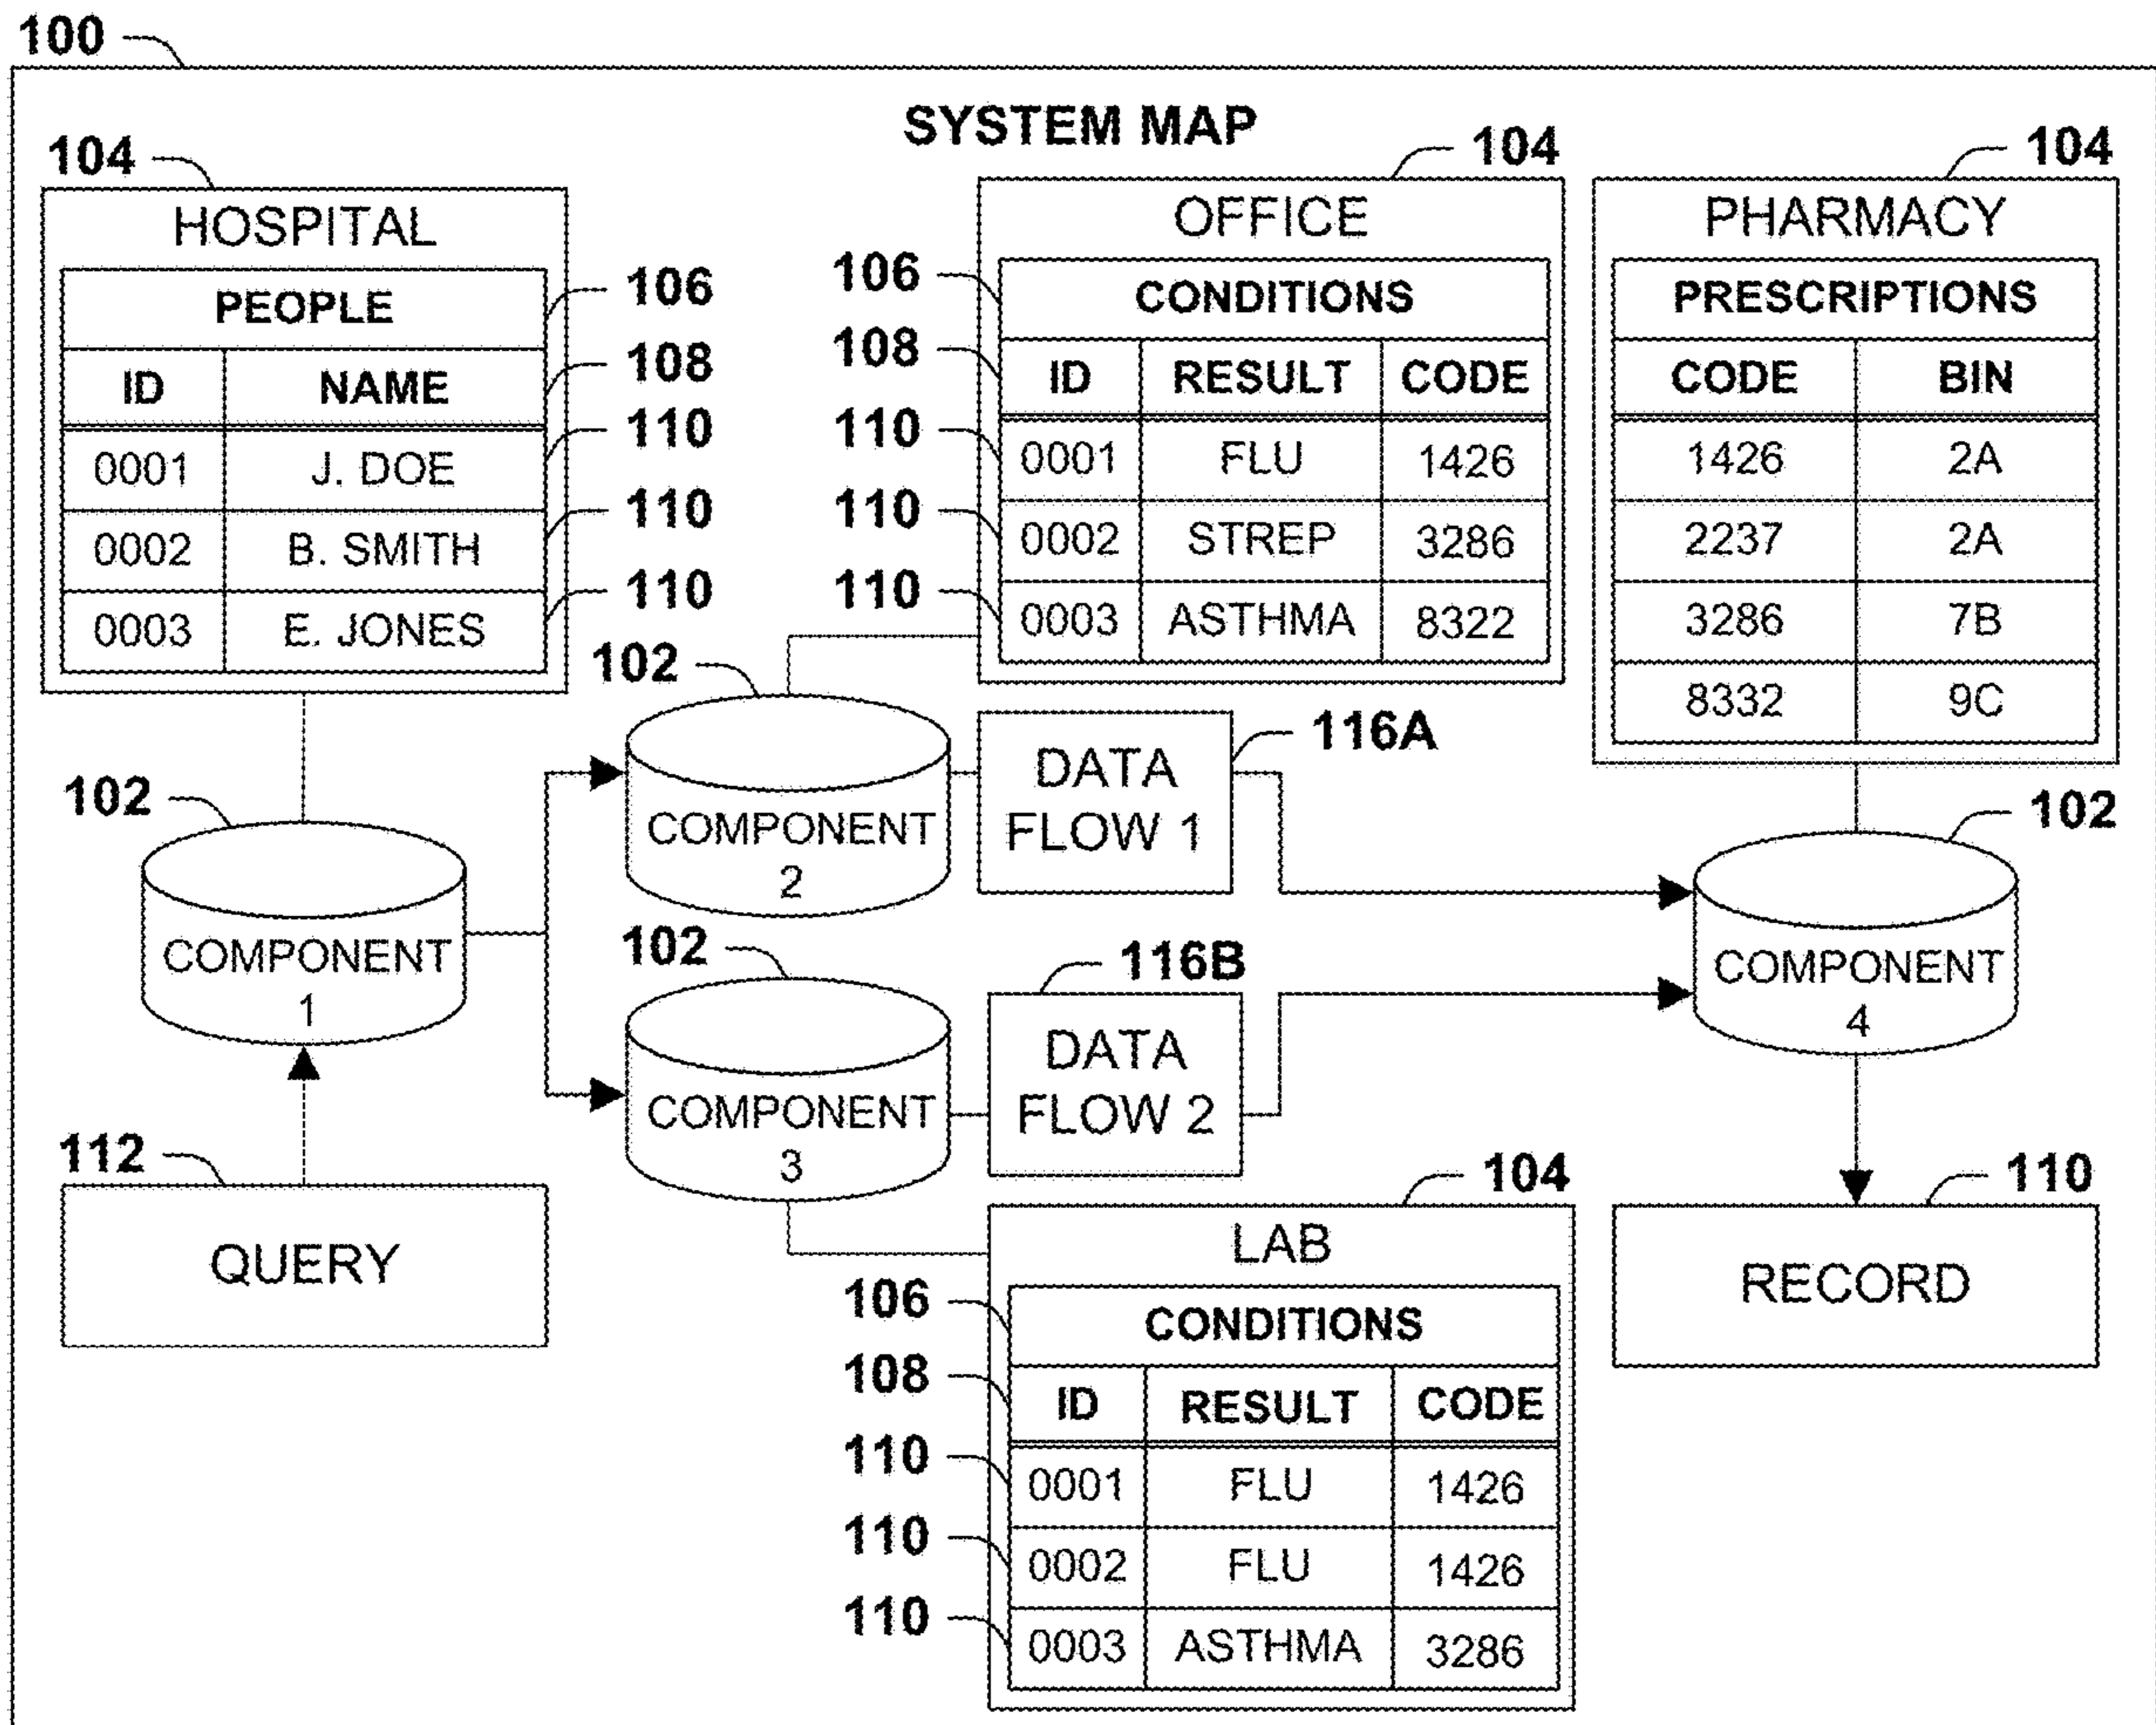 100
SYSTEM MAP
104
HOSPITAL
PEOPLE
106
ID NAME
108
0001 J. DOE
110
0002 B. SMITH
110
0003 E. JONES
110
104
OFFICE
106
CONDITIONS
108
ID RESULT CODE
110
0001 FLU 1426
110
0002 STREP 3286
110
0003 ASTHMA 8322
104
PHARMACY
PRESCRIPTIONS
CODE BIN
1426 2A
2237 2A
3286 7B
8332 9C
102
COMPONENT
1
102
COMPONENT
2
DATA
FLOW 1
116A
102
COMPONENT
3
116B
DATA
FLOW 2
102
COMPONENT
4
112
QUERY
110
RECORD
104
LAB
106
CONDITIONS
108
ID RESULT CODE
110
0001 FLU 1426
110
0002 FLU 1426
110
0003 ASTHMA 3286